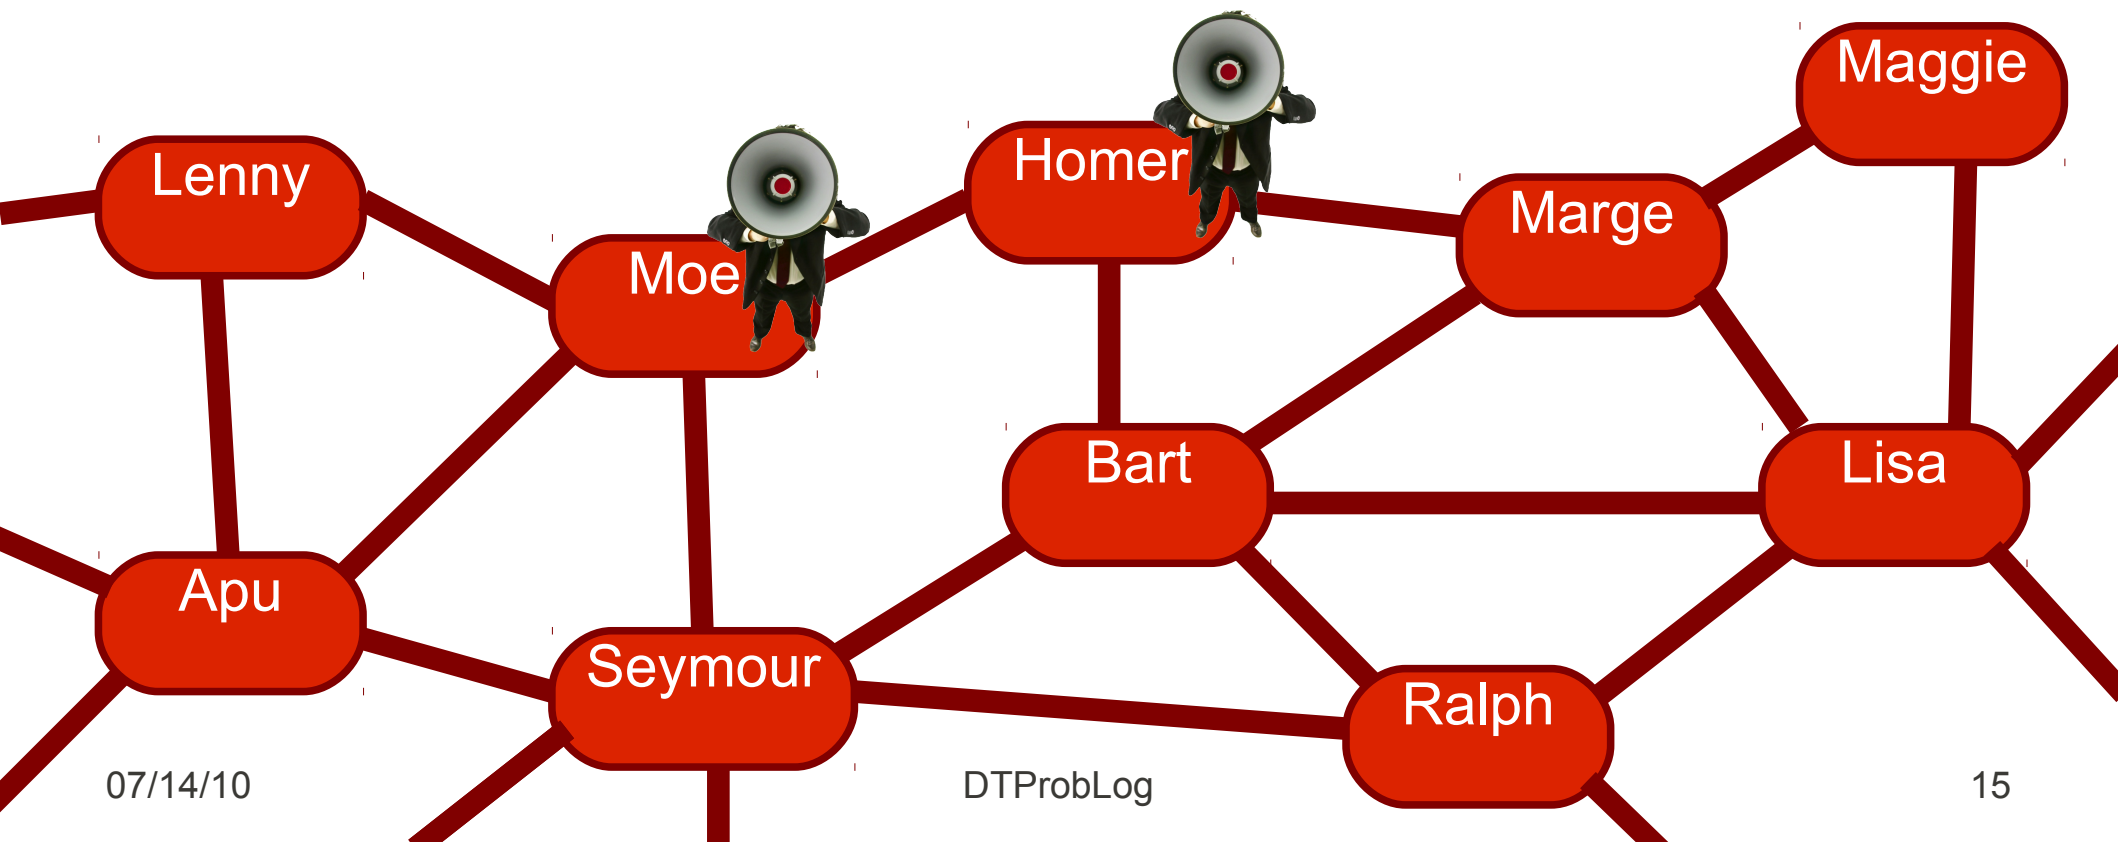 Maggie
Homer
Lenny
Marge
Moe
Bart
Lisa
Apu
Seymour
Ralph
07/14/10
DTProbLog
15